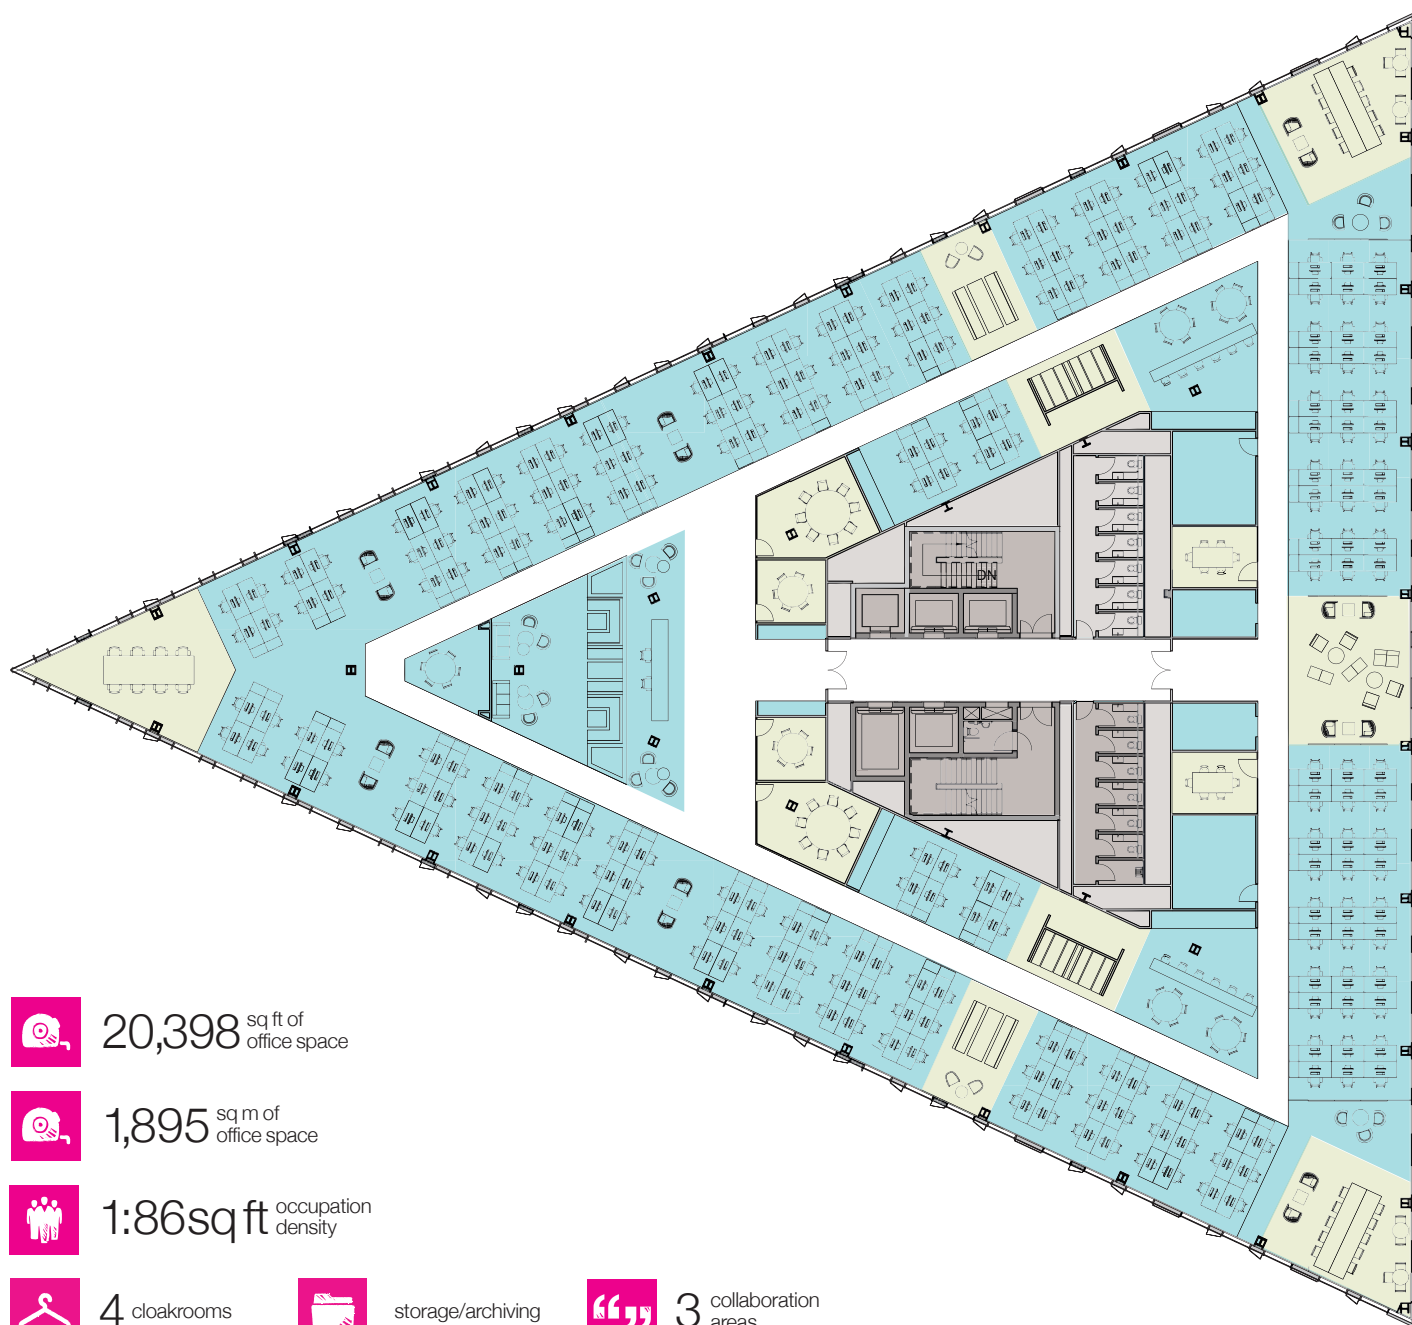 DN
20,398 sq ft of
office space
1,895 sq m of
office space
1:86sq ft occupation
density
4 cloakrooms
storage/archiving
3 collaboration
areas